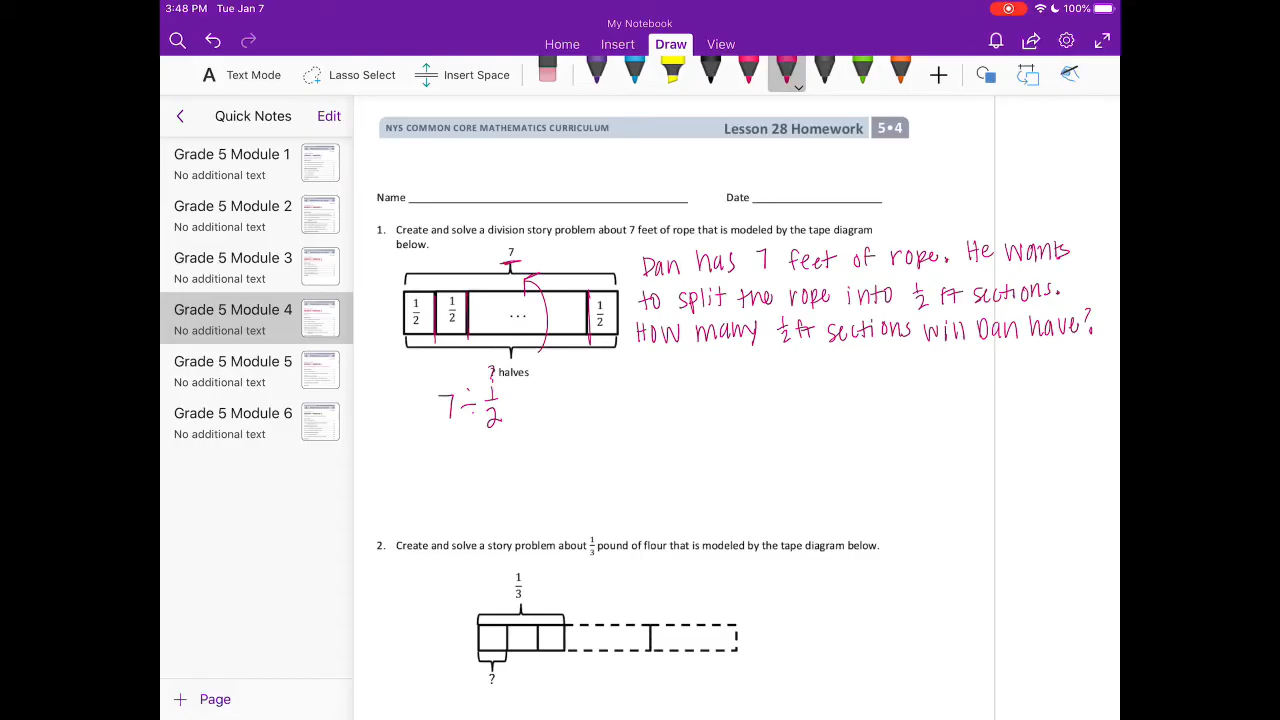 3:48 PM Tue Jan 7
100%
My Notebook
Home Insert Draw View
A Text Mode Lasso Select Insert Space
Quick Notes Edit
Grade 5 Module 1
No additional text
Grade 5 Module 2
No additional text
Grade 5 Module 3
No additional text
Grade 5 Module 4
No additional text
Grade 5 Module 5
No additional text
Grade 5 Module 6
No additional text
+ Page
NYS COMMON CORE MATHEMATICS CURRICULUM Lesson 28 Homework 5•4
Name Date
1. Create and solve a division story problem about 7 feet of rope that is modeled by the tape diagram
below.
7
1/2 1/2 ... 1/2
? halves
7 ÷ 1/2
Dan has 7 feet of rope. He wants
to split the rope into 1/2 ft sections.
How many 1/2 ft sections will Dan have?
2. Create and solve a story problem about 1/3 pound of flour that is modeled by the tape diagram below.
1/3
?